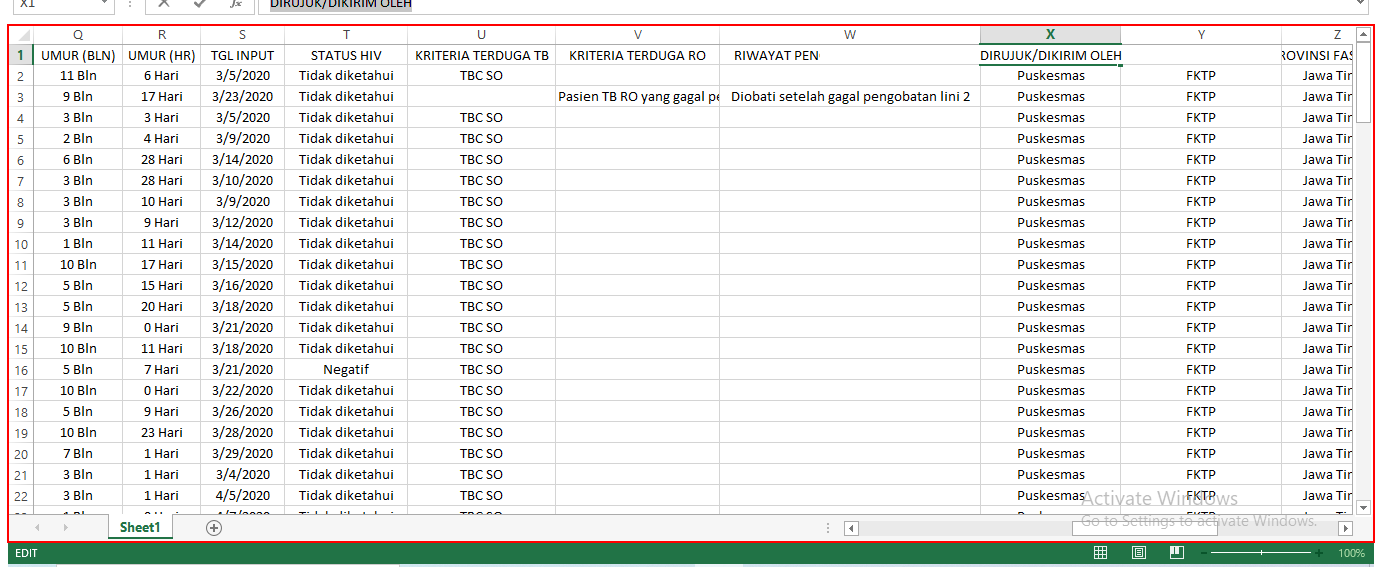 X1 fx DIRUJUK/DIKIRIM OLEH
Q R S T U V W X Y Z
1 UMUR (BLN) UMUR (HR) TGL INPUT STATUS HIV KRITERIA TERDUGA TB KRITERIA TERDUGA RO RIWAYAT PEN DIRUJUK/DIKIRIM OLEH ROVINSI FAS
2 11 Bln 6 Hari 3/5/2020 Tidak diketahui TBC SO Puskesmas FKTP Jawa Tir
3 9 Bln 17 Hari 3/23/2020 Tidak diketahui Pasien TB RO yang gagal pe Diobati setelah gagal pengobatan lini 2 Puskesmas FKTP Jawa Tir
4 3 Bln 3 Hari 3/5/2020 Tidak diketahui TBC SO Puskesmas FKTP Jawa Tir
5 2 Bln 4 Hari 3/9/2020 Tidak diketahui TBC SO Puskesmas FKTP Jawa Tir
6 6 Bln 28 Hari 3/14/2020 Tidak diketahui TBC SO Puskesmas FKTP Jawa Tir
7 3 Bln 28 Hari 3/10/2020 Tidak diketahui TBC SO Puskesmas FKTP Jawa Tir
8 3 Bln 10 Hari 3/9/2020 Tidak diketahui TBC SO Puskesmas FKTP Jawa Tir
9 3 Bln 9 Hari 3/12/2020 Tidak diketahui TBC SO Puskesmas FKTP Jawa Tir
10 1 Bln 11 Hari 3/14/2020 Tidak diketahui TBC SO Puskesmas FKTP Jawa Tir
11 10 Bln 17 Hari 3/15/2020 Tidak diketahui TBC SO Puskesmas FKTP Jawa Tir
12 5 Bln 15 Hari 3/16/2020 Tidak diketahui TBC SO Puskesmas FKTP Jawa Tir
13 5 Bln 20 Hari 3/18/2020 Tidak diketahui TBC SO Puskesmas FKTP Jawa Tir
14 9 Bln 0 Hari 3/21/2020 Tidak diketahui TBC SO Puskesmas FKTP Jawa Tir
15 10 Bln 11 Hari 3/18/2020 Tidak diketahui TBC SO Puskesmas FKTP Jawa Tir
16 5 Bln 7 Hari 3/21/2020 Negatif TBC SO Puskesmas FKTP Jawa Tir
17 10 Bln 0 Hari 3/22/2020 Tidak diketahui TBC SO Puskesmas FKTP Jawa Tir
18 5 Bln 9 Hari 3/26/2020 Tidak diketahui TBC SO Puskesmas FKTP Jawa Tir
19 10 Bln 23 Hari 3/28/2020 Tidak diketahui TBC SO Puskesmas FKTP Jawa Tir
20 7 Bln 1 Hari 3/29/2020 Tidak diketahui TBC SO Puskesmas FKTP Jawa Tir
21 3 Bln 1 Hari 3/4/2020 Tidak diketahui TBC SO Puskesmas FKTP Jawa Tir
22 3 Bln 1 Hari 4/5/2020 Tidak diketahui TBC SO Puskesmas FKTP Jawa Tir
Activate Windows
Go to Settings to activate Windows.
Sheet1
EDIT 100%